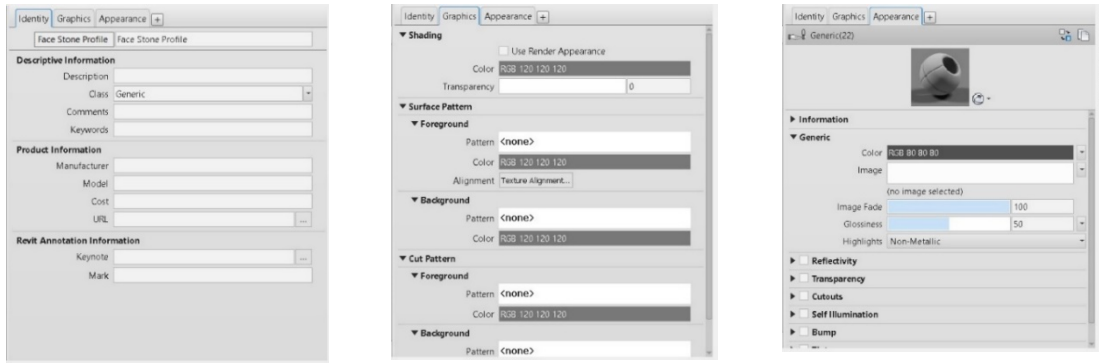 Identity Graphics Appearance +
Face Stone Profile Face Stone Profile
Descriptive Information
Description
Class Generic
Comments
Keywords
Product Information
Manufacturer
Model
Cost
URL ...
Revit Annotation Information
Keynote ...
Mark
Identity Graphics Appearance +
Shading
Use Render Appearance
Color RGB 120 120 120
Transparency 0
Surface Pattern
Foreground
Pattern <none>
Color RGB 120 120 120
Alignment Texture Alignment...
Background
Pattern <none>
Color RGB 120 120 120
Cut Pattern
Foreground
Pattern <none>
Color RGB 120 120 120
Background
Pattern <none>
Identity Graphics Appearance +
Generic(22)
Information
Generic
Color RGB 80 80 80
Image
(no image selected)
Image Fade 100
Glossiness 50
Highlights Non-Metallic
Reflectivity
Transparency
Cutouts
Self Illumination
Bump